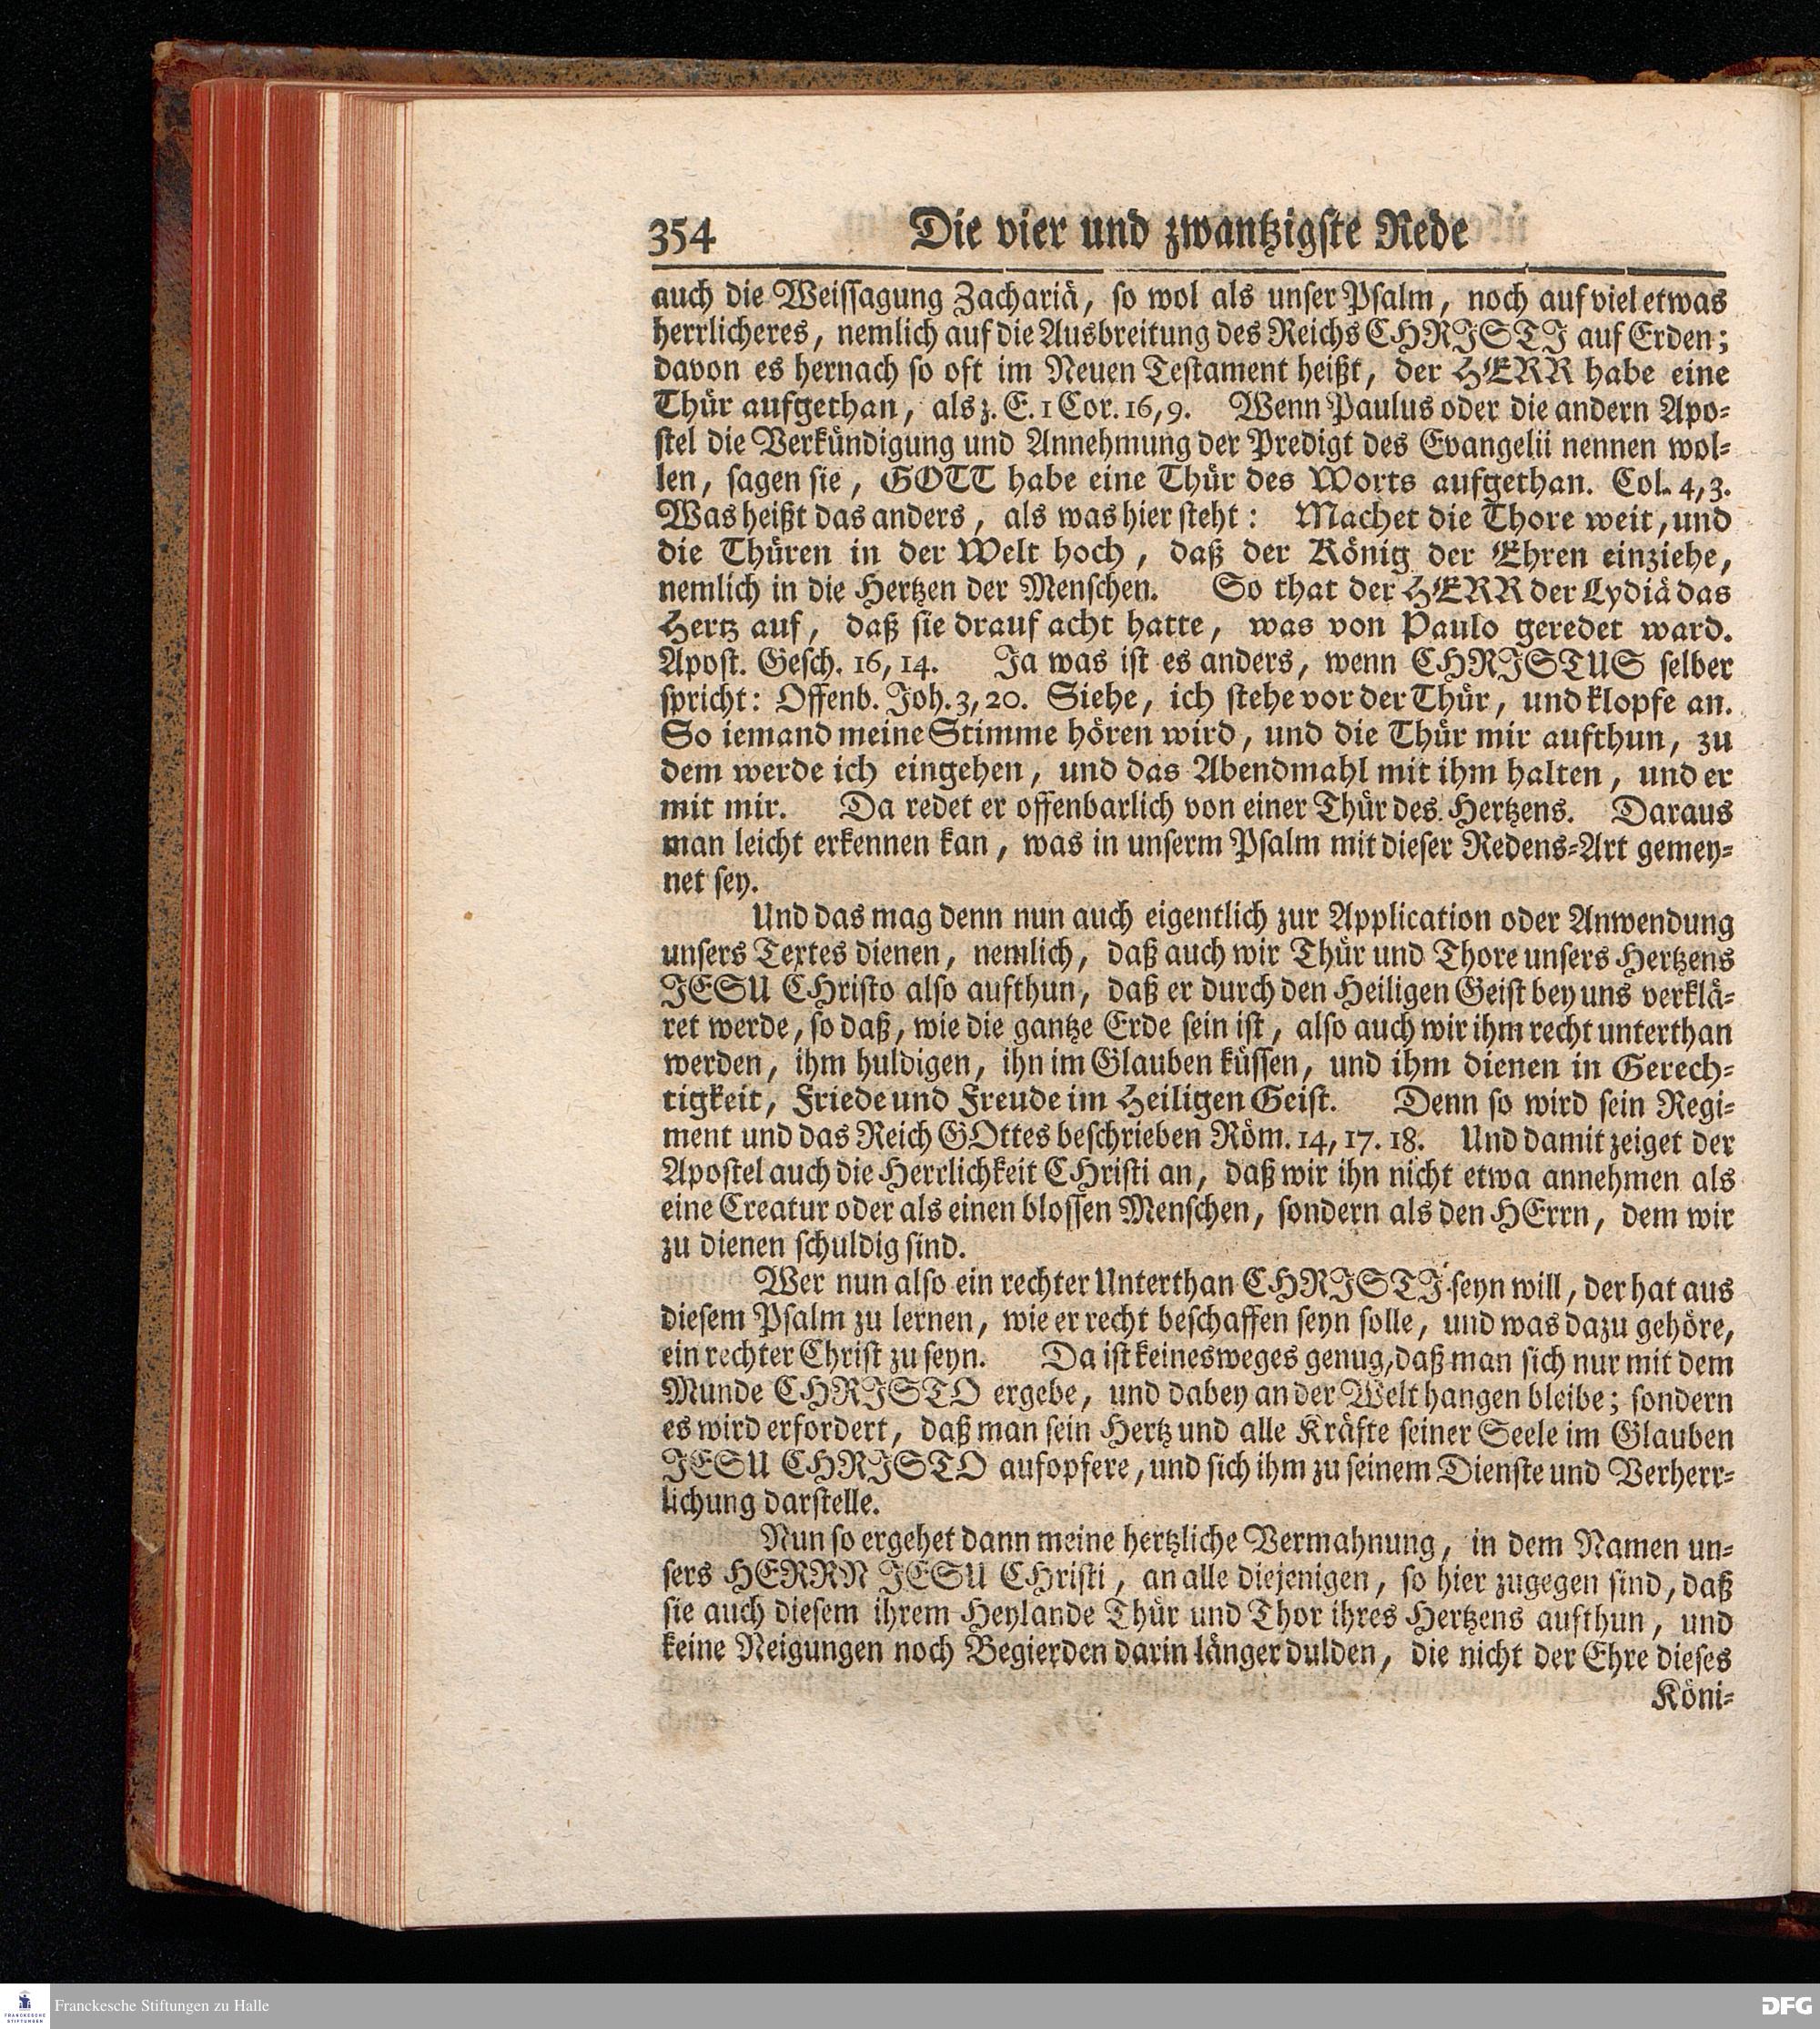 354 Die vier und zwantzigste Rede
auch die Weissagung Zachariä, so wol als unser Psalm, noch auf viel etwas
herrlicheres, nemlich auf die Ausbreitung des Reichs CHRISTI auf Erden;
davon es hernach so oft im Neuen Testament heißt, der HERR habe eine
Thür aufgethan, als z. E. 1 Cor. 16, 9. Wenn Paulus oder die andern Apo-
stel die Verkündigung und Annehmung der Predigt des Evangelii nennen wol-
len, sagen sie, GOTT habe eine Thür des Worts aufgethan. Col. 4, 3.
Was heißt das anders, als was hier steht: Machet die Thore weit, und
die Thüren in der Welt hoch, daß der König der Ehren einziehe,
nemlich in die Hertzen der Menschen. So that der HERR der Lydiä das
Hertz auf, daß sie drauf acht hatte, was von Paulo geredet ward.
Apost. Gesch. 16, 14. Ja was ist es anders, wenn CHRISTUS selber
spricht: Offenb. Joh. 3, 20. Siehe, ich stehe vor der Thür, und klopfe an.
So iemand meine Stimme hören wird, und die Thür mir aufthun, zu
dem werde ich eingehen, und das Abendmahl mit ihm halten, und er
mit mir. Da redet er offenbarlich von einer Thür des Hertzens. Daraus
man leicht erkennen kan, was in unserm Psalm mit dieser Redens-Art gemey-
net sey.
Und das mag denn nun auch eigentlich zur Application oder Anwendung
unsers Textes dienen, nemlich, daß auch wir Thür und Thore unsers Hertzens
JESU CHristo also aufthun, daß er durch den Heiligen Geist bey uns verklä-
ret werde, so daß, wie die gantze Erde sein ist, also auch wir ihm recht unterthan
werden, ihm huldigen, ihn im Glauben küssen, und ihm dienen in Gerech-
tigkeit, Friede und Freude im Heiligen Geist. Denn so wird sein Regi-
ment und das Reich GOttes beschrieben Röm. 14, 17. 18. Und damit zeiget der
Apostel auch die Herrlichkeit CHristi an, daß wir ihn nicht etwa annehmen als
eine Creatur oder als einen blossen Menschen, sondern als den HErrn, dem wir
zu dienen schuldig sind.
Wer nun also ein rechter Unterthan CHRISTI seyn will, der hat aus
diesem Psalm zu lernen, wie er recht beschaffen seyn solle, und was dazu gehöre,
ein rechter Christ zu seyn. Da ist keinesweges genug, daß man sich nur mit dem
Munde CHRISTO ergebe, und dabey an der Welt hangen bleibe; sondern
es wird erfordert, daß man sein Hertz und alle Kräfte seiner Seele im Glauben
JESU CHRISTO aufopfere, und sich ihm zu seinem Dienste und Verherr-
lichung darstelle.
Nun so ergehet dann meine hertzliche Vermahnung, in dem Namen un-
sers HERRN JESU CHristi, an alle diejenigen, so hier zugegen sind, daß
sie auch diesem ihrem Heylande Thür und Thor ihres Hertzens aufthun, und
keine Neigungen noch Begierden darin länger dulden, die nicht der Ehre dieses
Köni-
FRANCKESCHE
STIFTUNGEN
Franckesche Stiftungen zu Halle
DFG